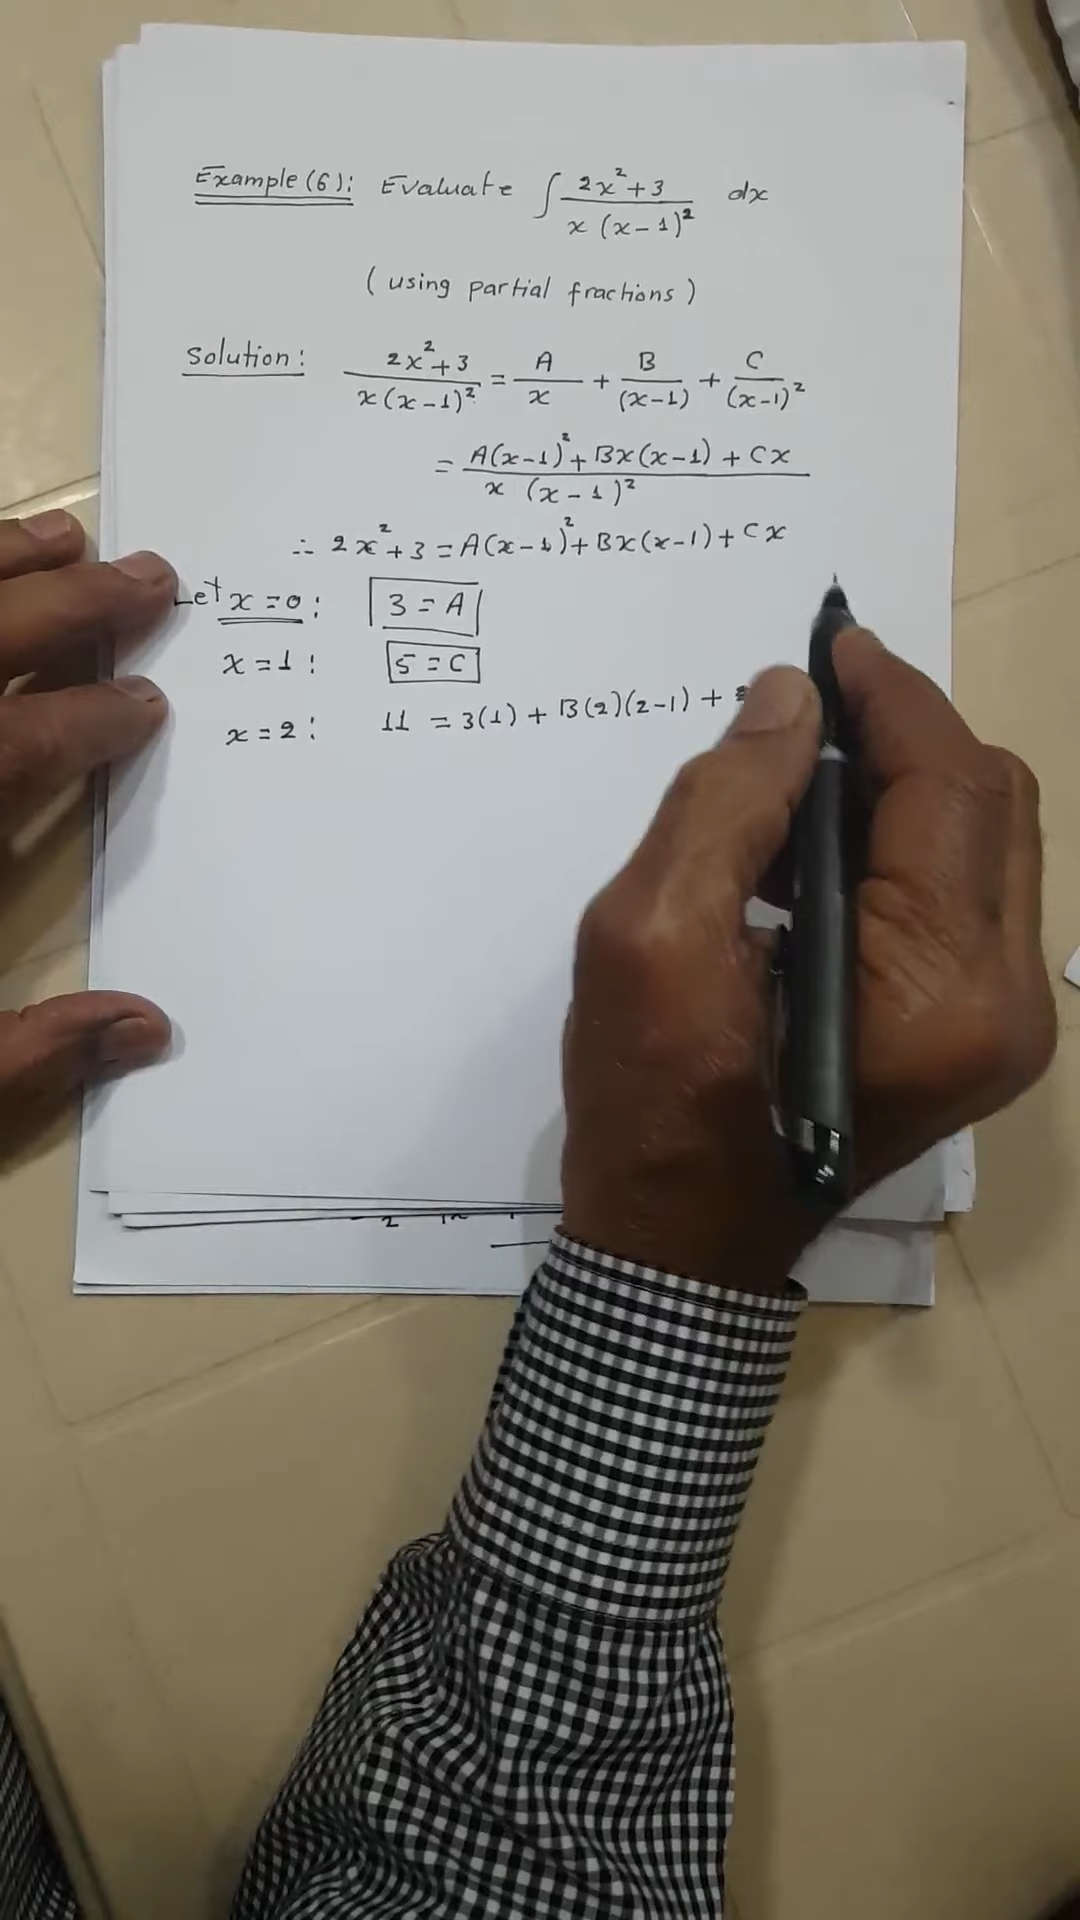 Example (6): Evaluate ∫ (2x²+3)/(x (x-1)²) dx
(using partial fractions)
Solution: (2x²+3)/(x(x-1)²) = A/x + B/(x-1) + C/(x-1)²
= (A(x-1)² + Bx(x-1) + Cx)/(x (x-1)²)
∴ 2x²+3 = A(x-1)² + Bx(x-1) + Cx
Let x=0: 3 = A
x=1: 5 = C
x=2: 11 = 3(1) + B(2)(2-1) +